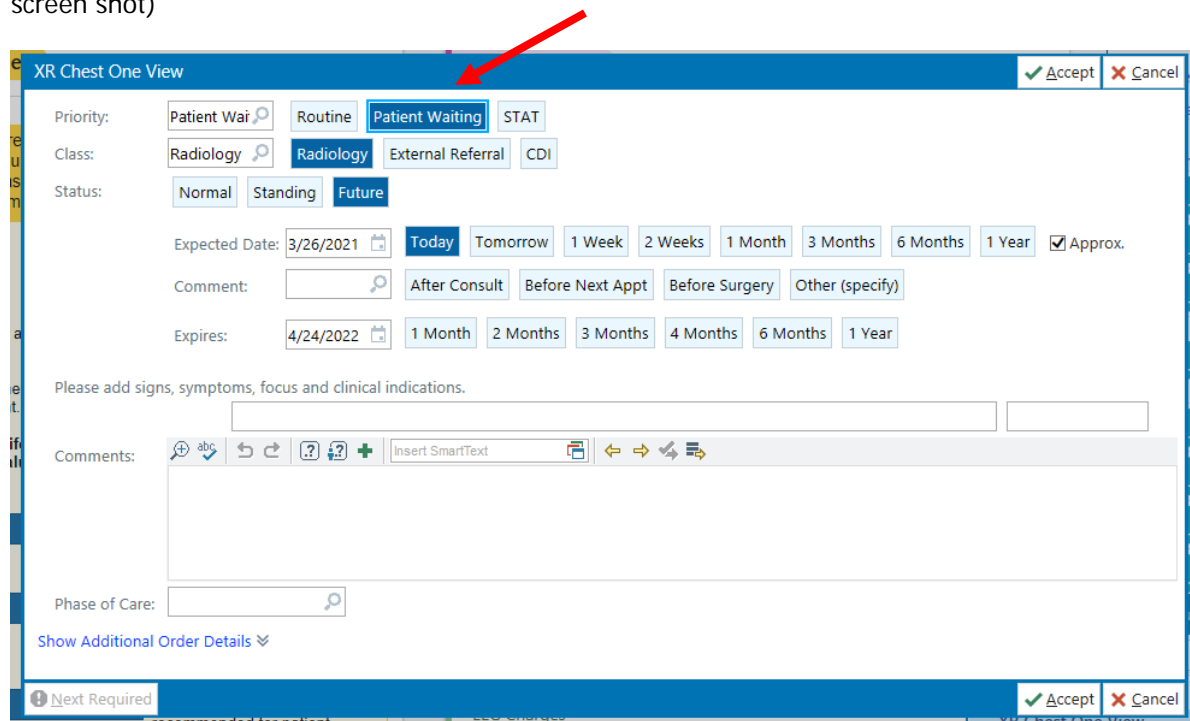 screen shot)
XR Chest One View Accept Cancel
Priority: Patient Wai Routine Patient Waiting STAT
Class: Radiology Radiology External Referral CDI
Status: Normal Standing Future
Expected Date: 3/26/2021 Today Tomorrow 1 Week 2 Weeks 1 Month 3 Months 6 Months 1 Year Approx.
Comment: After Consult Before Next Appt Before Surgery Other (specify)
Expires: 4/24/2022 1 Month 2 Months 3 Months 4 Months 6 Months 1 Year
Please add signs, symptoms, focus and clinical indications.
Comments: abc Insert SmartText
Phase of Care:
Show Additional Order Details
Next Required Accept Cancel